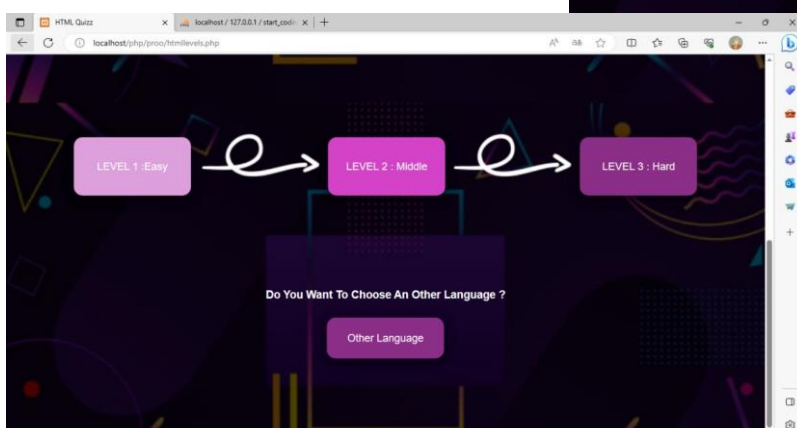 HTML Quizz
localhost / 127.0.0.1 / start_codin
localhost/php/proo/htmllevels.php
LEVEL 1 :Easy
LEVEL 2 : Middle
LEVEL 3 : Hard
Do You Want To Choose An Other Language ?
Other Language